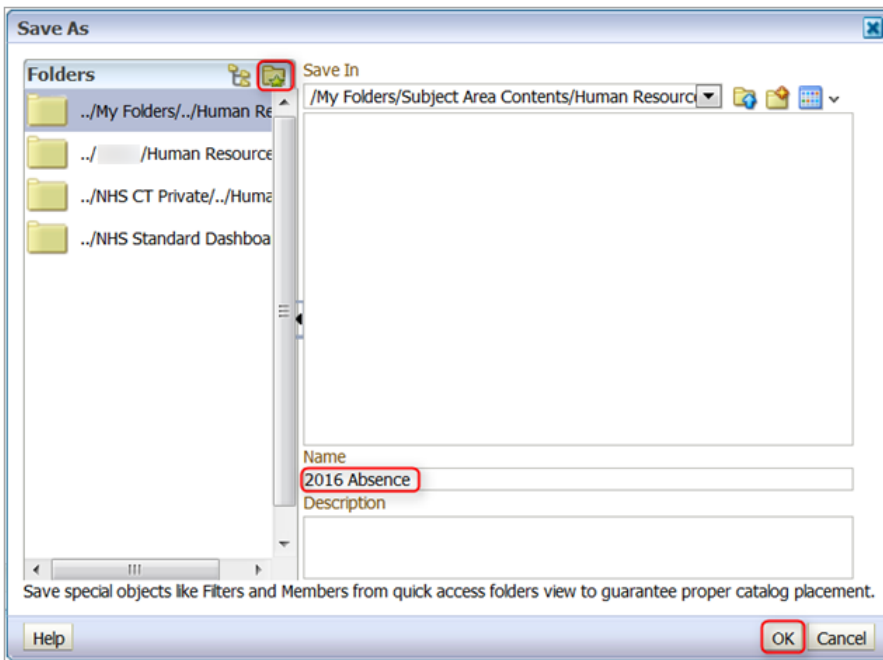 Save As
Folders
Save In
/My Folders/Subject Area Contents/Human Resourc
../My Folders/../Human Re
../ /Human Resource
../NHS CT Private/../Huma
../NHS Standard Dashboa
Name
2016 Absence
Description
Save special objects like Filters and Members from quick access folders view to guarantee proper catalog placement.
Help
OK
Cancel